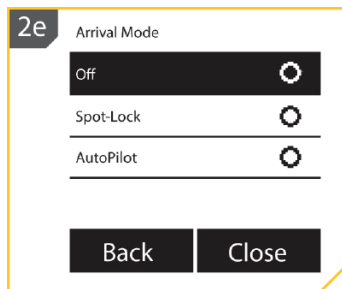 2e
Arrival Mode
Off
Spot-Lock
AutoPilot
Back Close